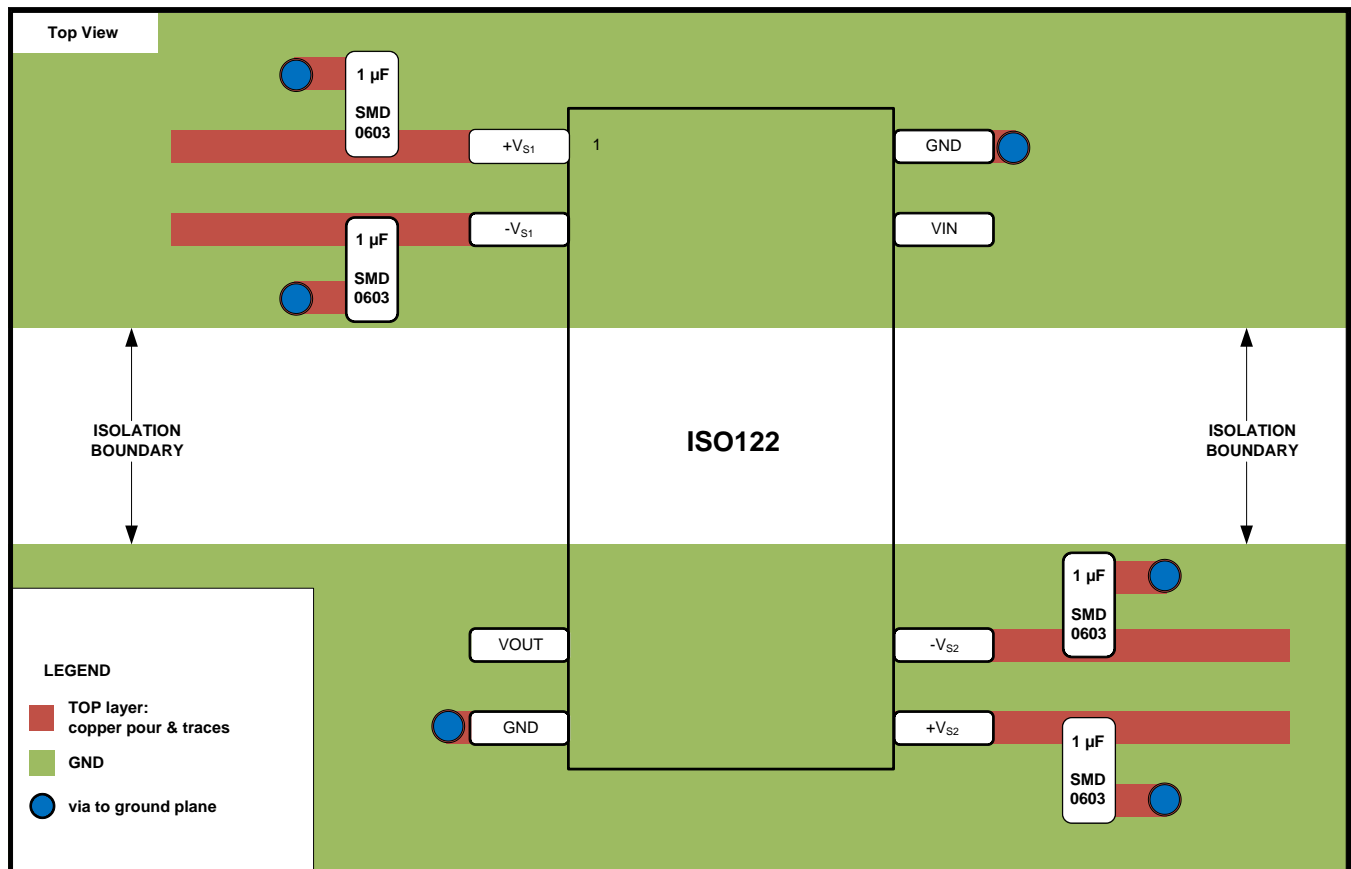 Top View
1 µF
SMD
0603
+VS1
1
GND
-VS1
VIN
1 µF
SMD
0603
ISOLATION
BOUNDARY
ISO122
ISOLATION
BOUNDARY
1 µF
SMD
0603
VOUT
-VS2
GND
+VS2
1 µF
SMD
0603
LEGEND
TOP layer:
copper pour & traces
GND
via to ground plane